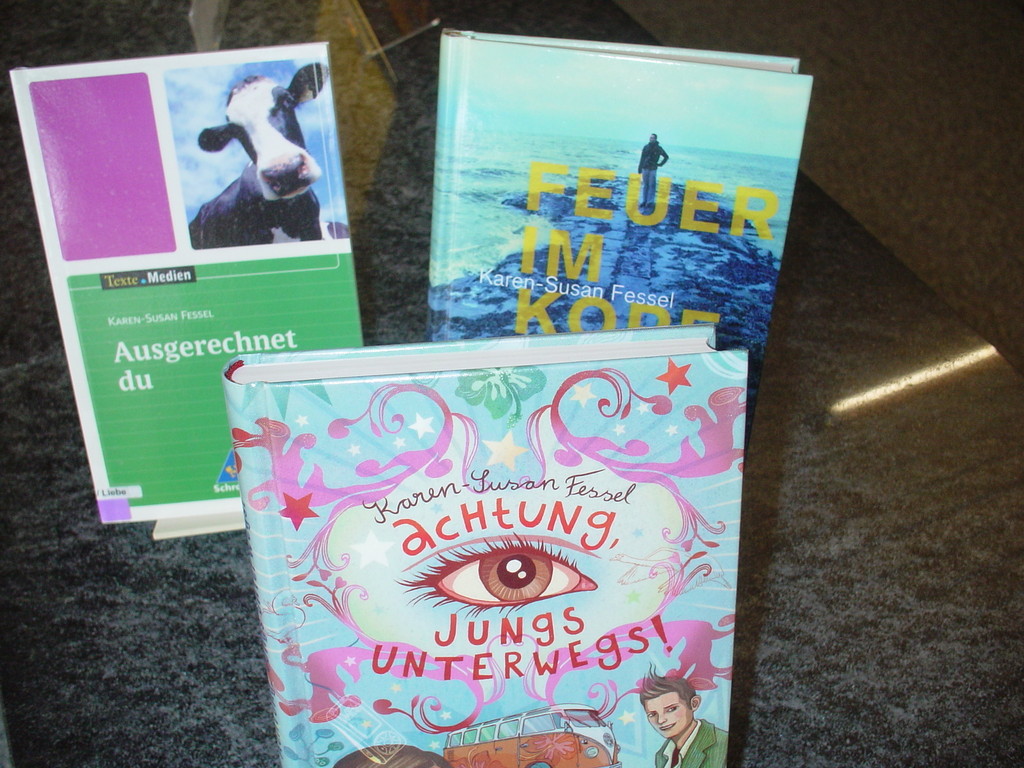 Texte.Medien
KAREN-SUSAN FESSEL
Ausgerechnet
du
Liebe
FEUER
IM
Karen-Susan Fessel
KOPF
Karen-Susan Fessel
achtung,
JUNgS
UNTERWEgS!